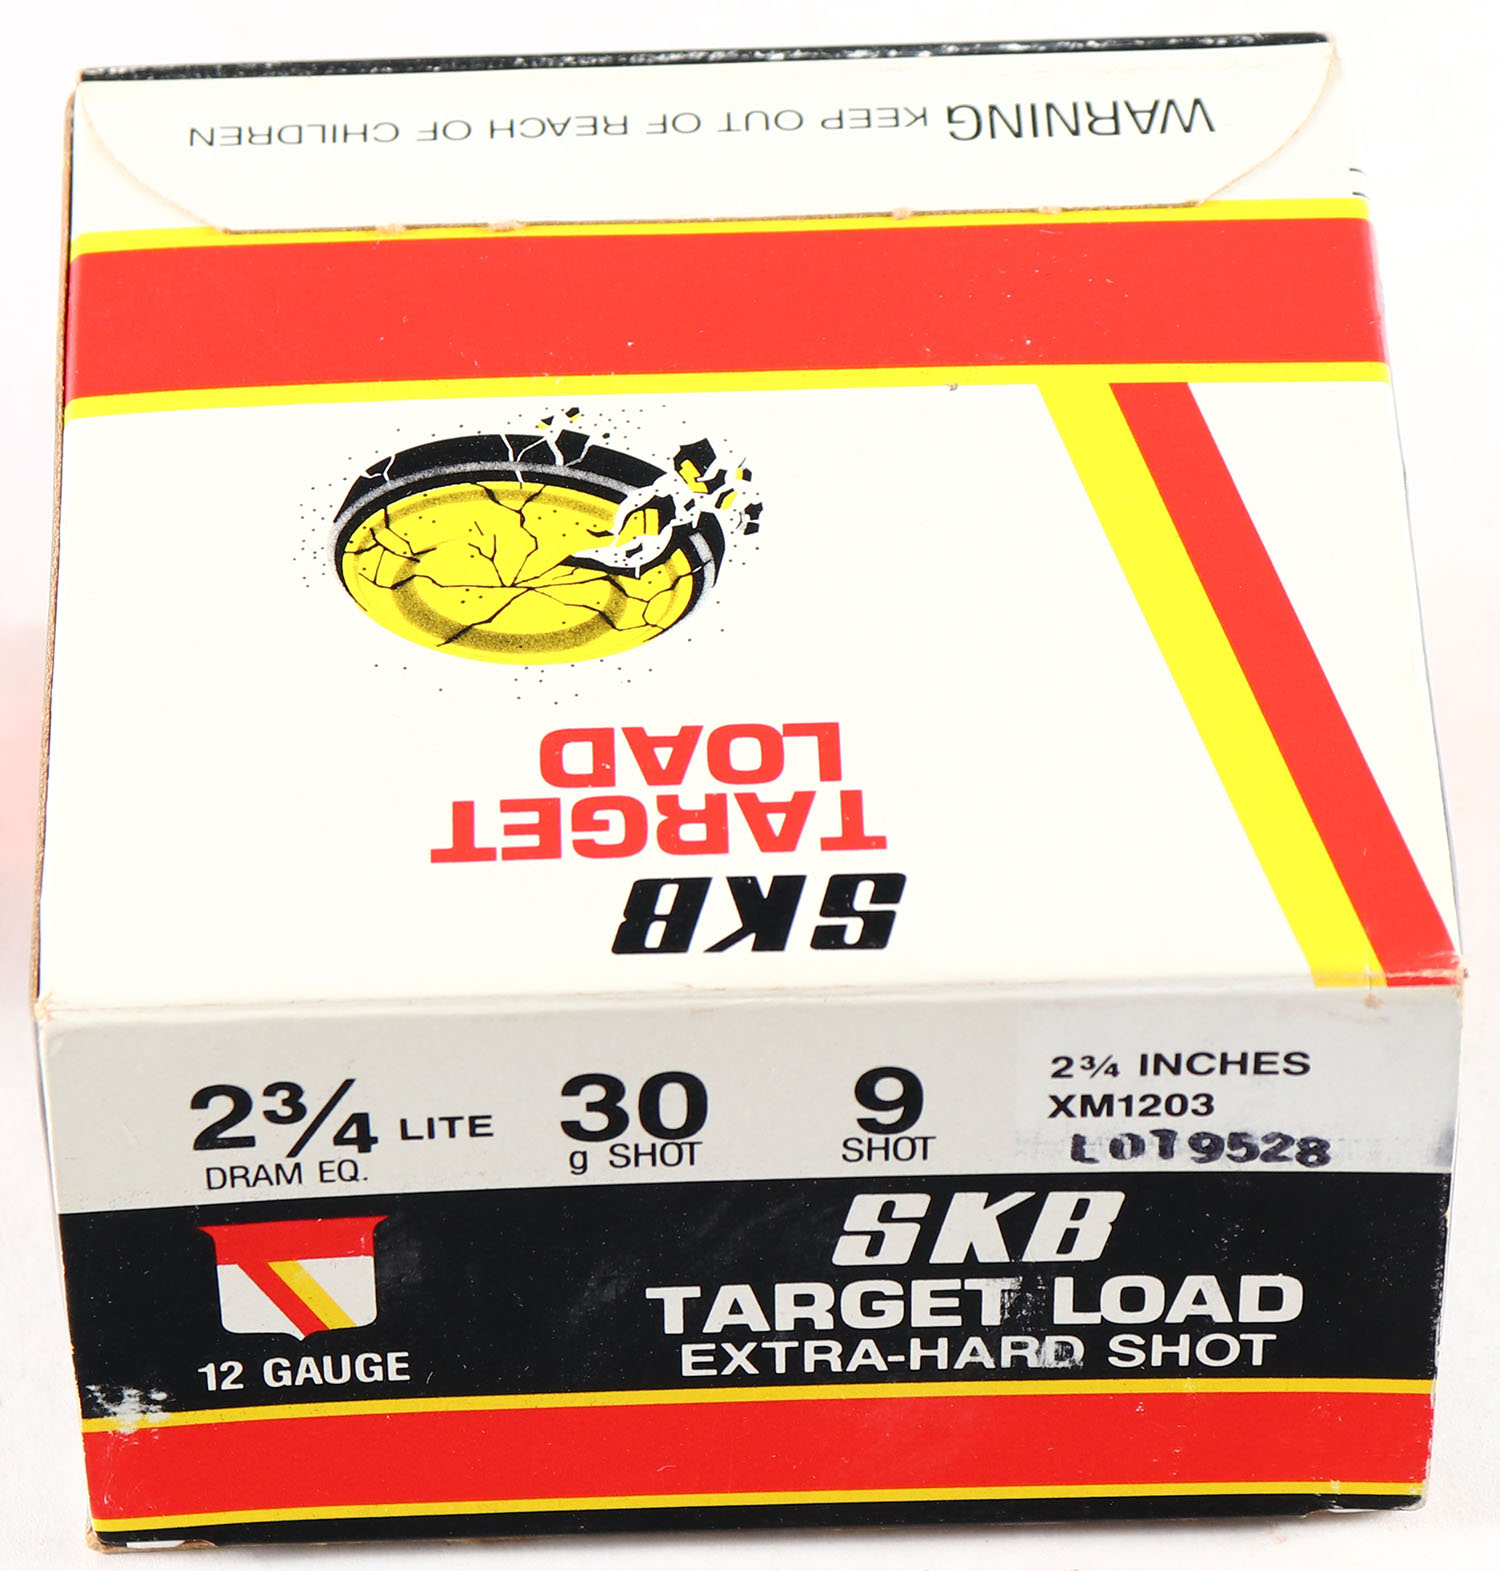 WARNING KEEP OUT OF REACH OF CHILDREN
SKB
TARGET
LOAD
2¾ LITE
DRAM EQ.
30
g SHOT
9
SHOT
2¾ INCHES
XM1203
LOT9528
12 GAUGE
SKB
TARGET LOAD
EXTRA-HARD SHOT